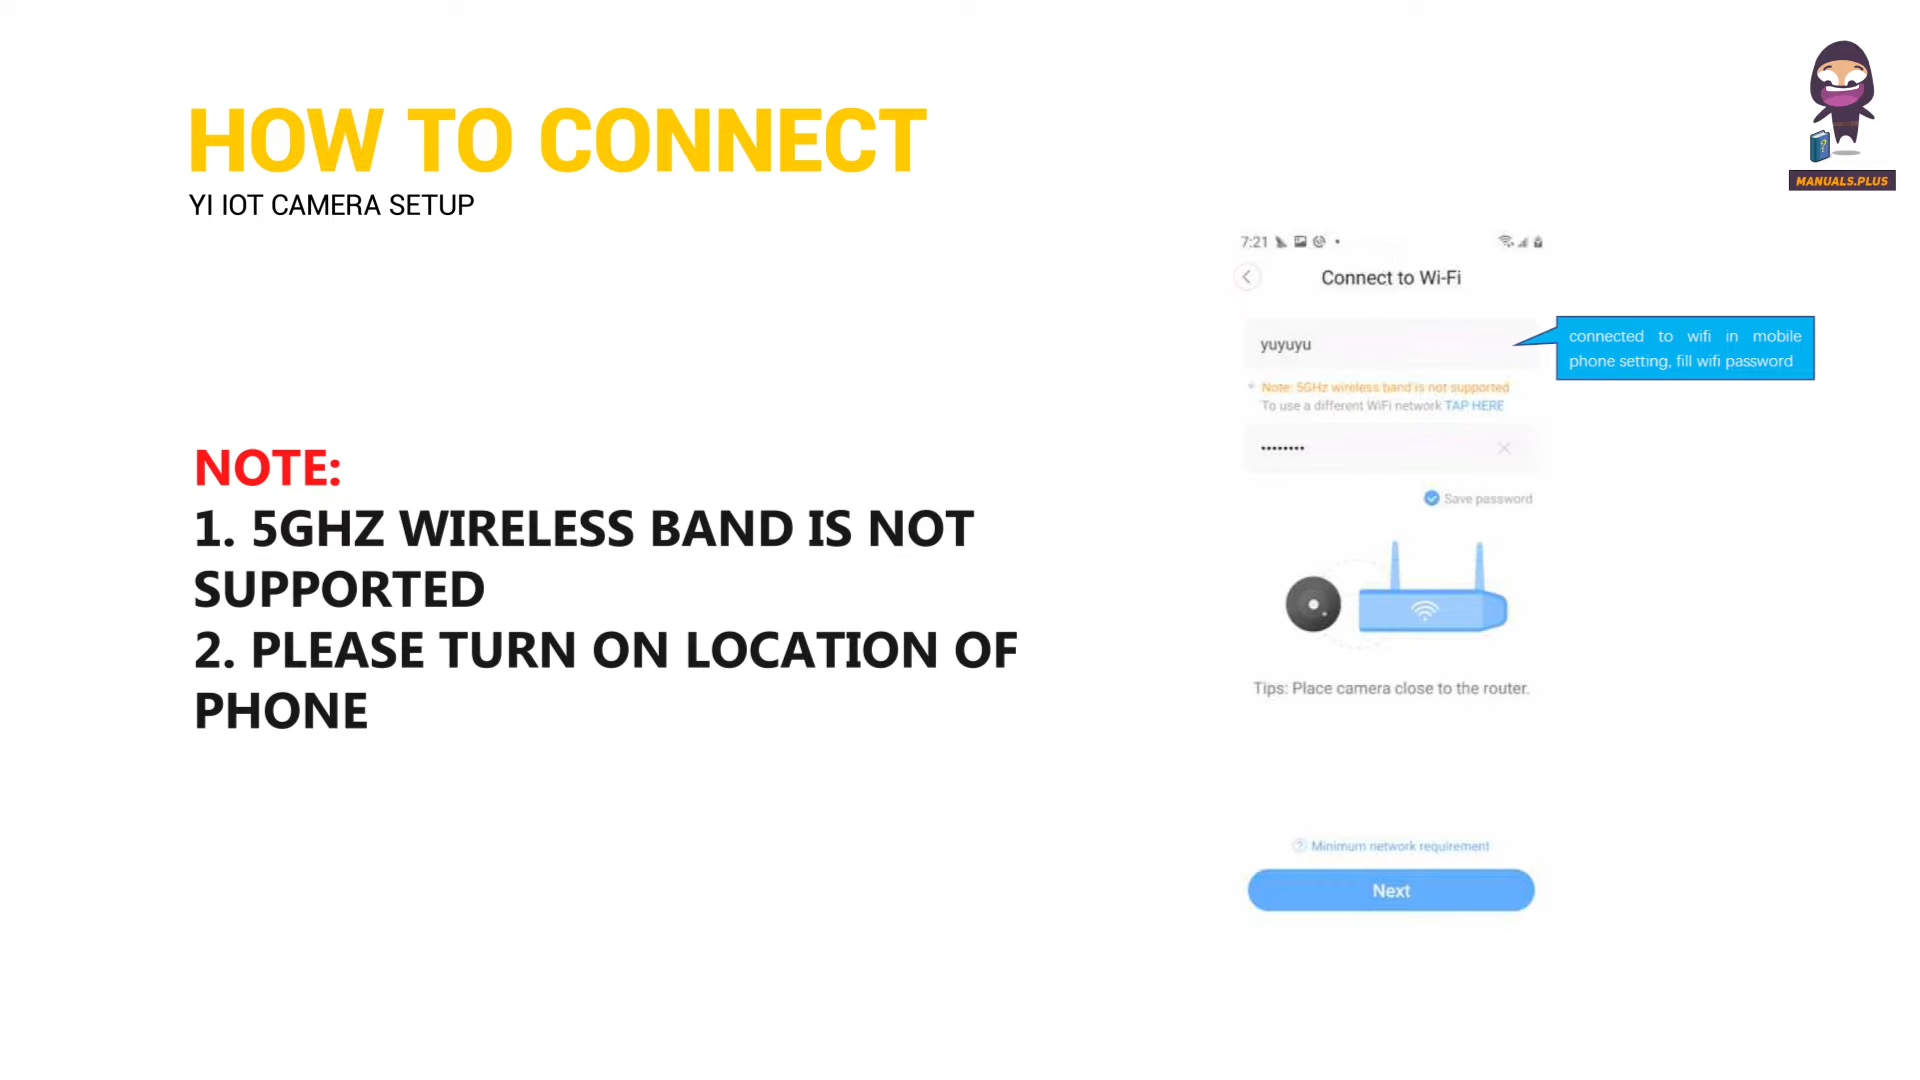 HOW TO CONNECT
YI IOT CAMERA SETUP
MANUALS.PLUS
NOTE:
1. 5GHZ WIRELESS BAND IS NOT
SUPPORTED
2. PLEASE TURN ON LOCATION OF
PHONE
7:21
Connect to Wi-Fi
yuyuyu
connected to wifi in mobile
phone setting, fill wifi password
* Note: 5GHz wireless band is not supported
To use a different WiFi network TAP HERE
••••••••
Save password
Tips: Place camera close to the router.
Minimum network requirement
Next